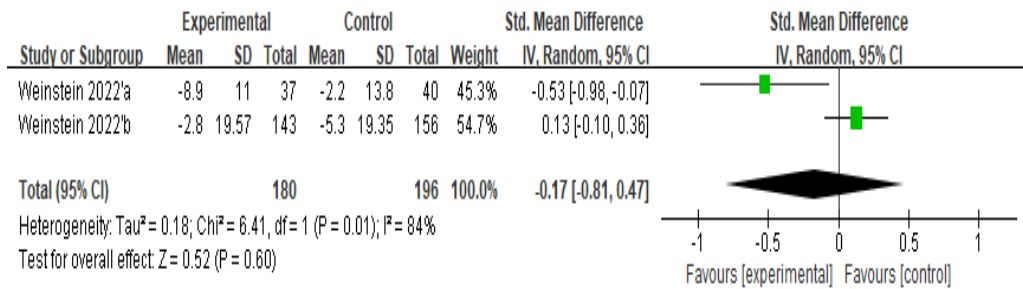 Experimental Control Std. Mean Difference Std. Mean Difference
Study or Subgroup Mean SD Total Mean SD Total Weight IV, Random, 95% CI IV, Random, 95% CI
Weinstein 2022'a -8.9 11 37 -2.2 13.8 40 45.3% -0.53 [-0.98, -0.07]
Weinstein 2022'b -2.8 19.57 143 -5.3 19.35 156 54.7% 0.13 [-0.10, 0.36]
Total (95% CI) 180 196 100.0% -0.17 [-0.81, 0.47]
Heterogeneity: Tau² = 0.18; Chi² = 6.41, df = 1 (P = 0.01); I² = 84%
Test for overall effect: Z = 0.52 (P = 0.60)
-1 -0.5 0 0.5 1
Favours [experimental] Favours [control]